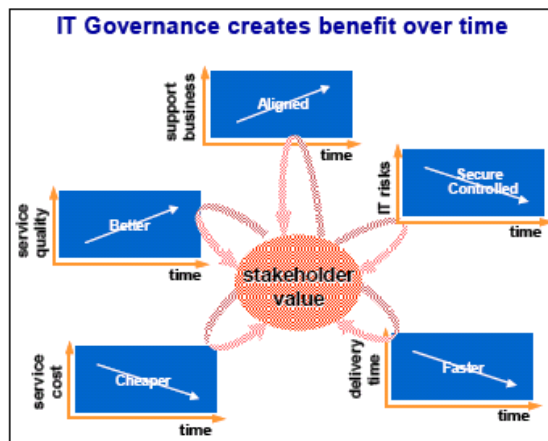 IT Governance creates benefit over time
support
business
Aligned
time
IT risks
Secure
Controlled
time
service
quality
Better
time
stakeholder
value
service
cost
Cheaper
time
delivery
time
Faster
time